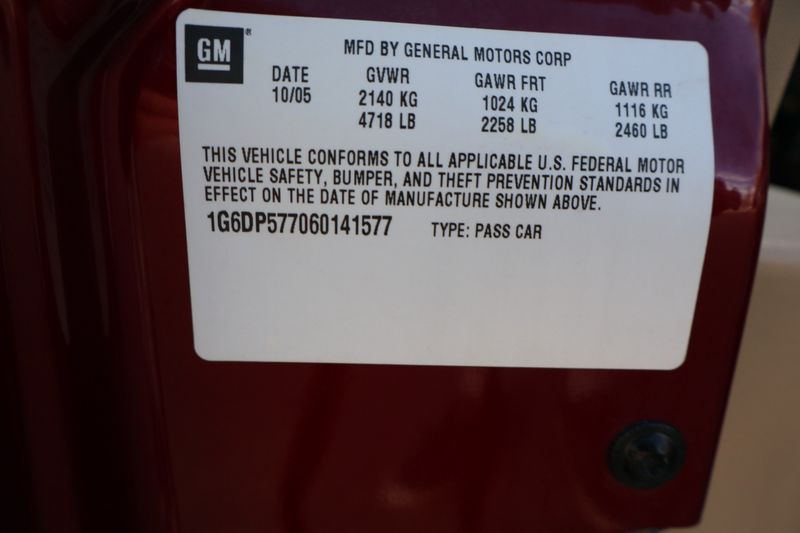 GM®
MFD BY GENERAL MOTORS CORP
DATE GVWR GAWR FRT GAWR RR
10/05 2140 KG 1024 KG 1116 KG
4718 LB 2258 LB 2460 LB
THIS VEHICLE CONFORMS TO ALL APPLICABLE U.S. FEDERAL MOTOR
VEHICLE SAFETY, BUMPER, AND THEFT PREVENTION STANDARDS IN
EFFECT ON THE DATE OF MANUFACTURE SHOWN ABOVE.
1G6DP577060141577 TYPE: PASS CAR